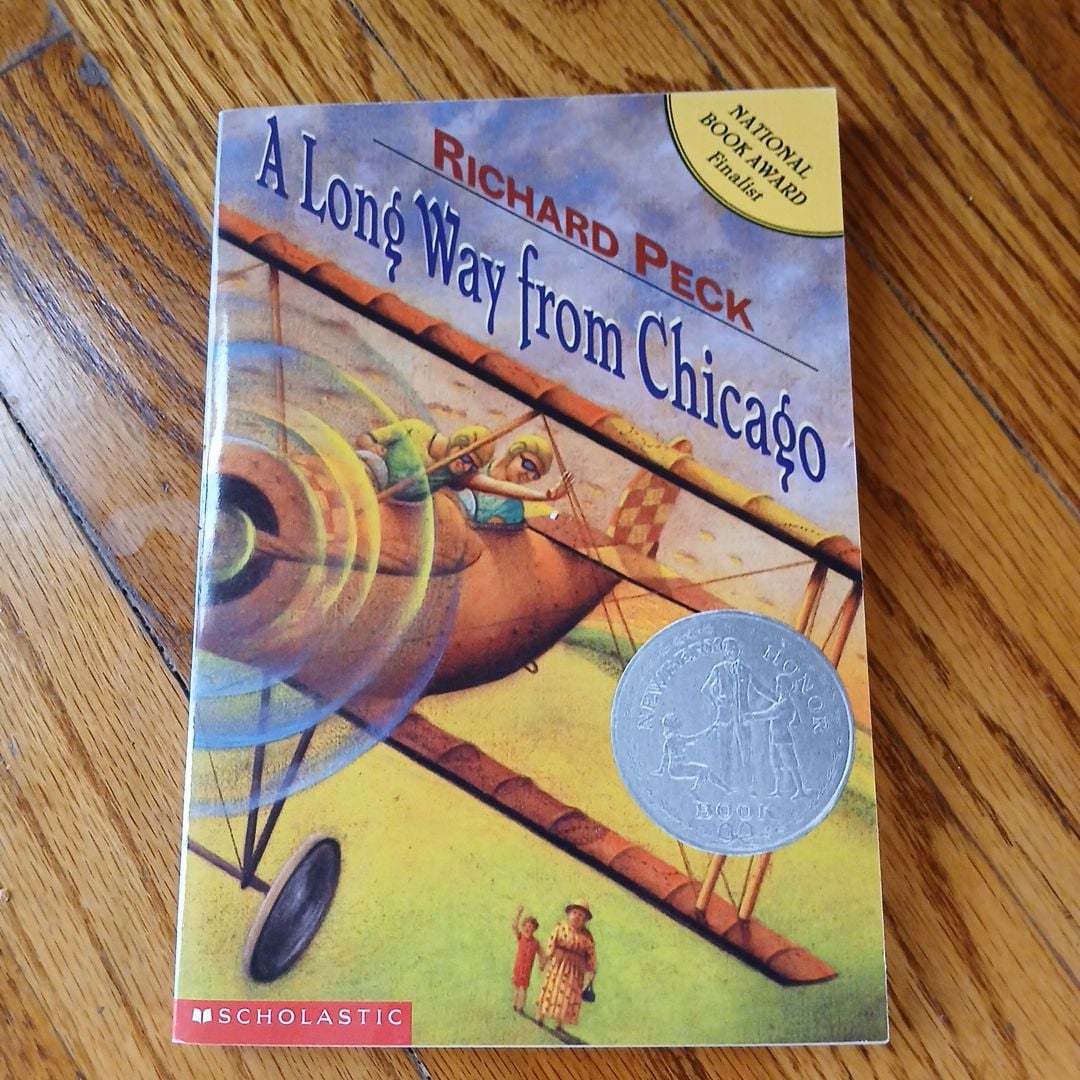 RICHARD PECK
A Long Way from Chicago
NATIONAL
BOOK AWARD
Finalist
NEWBERY HONOR
BOOK
SCHOLASTIC